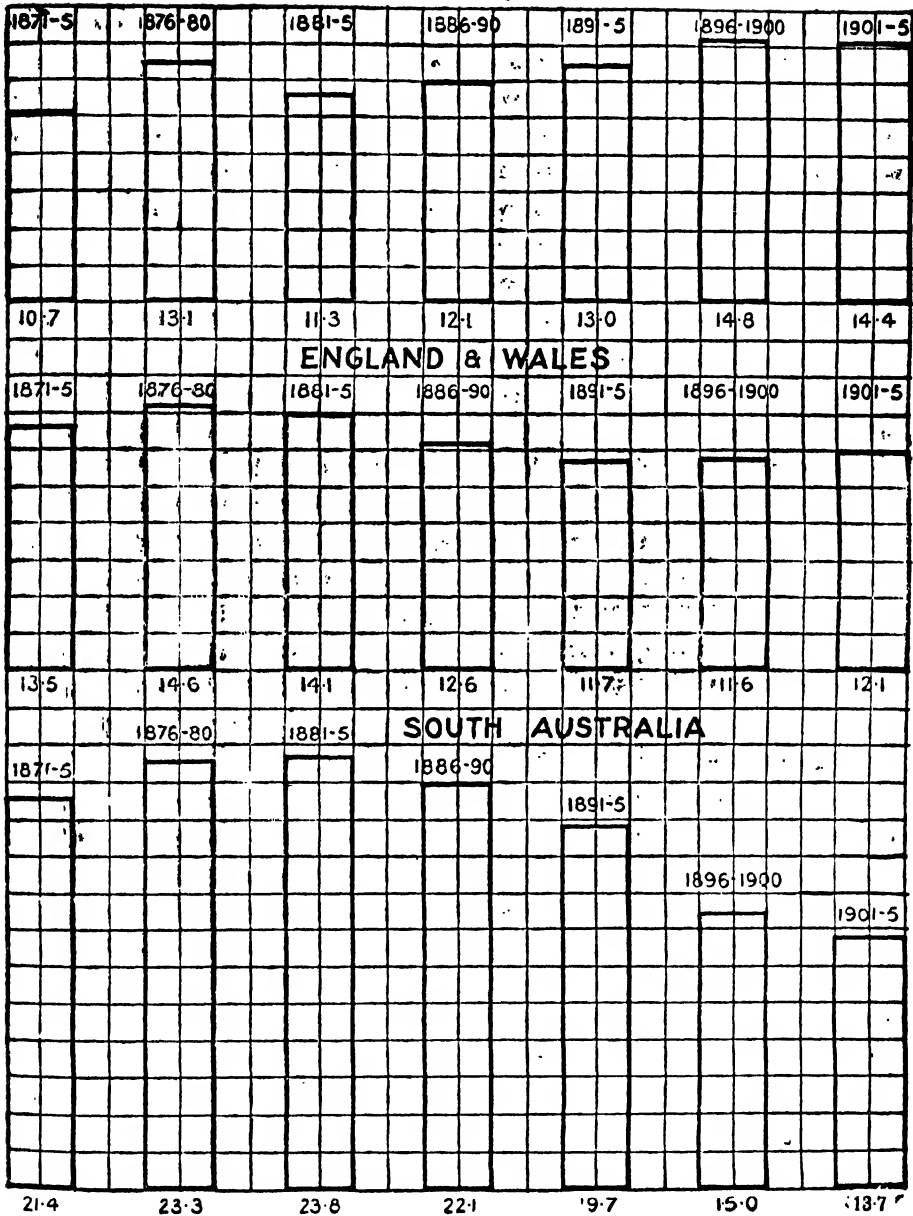 1871-5 1876-80 1881-5 1886-90 1891-5 1896-1900 1901-5
10·7 13·1 11·3 12·1 13·0 14·8 14·4
ENGLAND & WALES
1871-5 1876-80 1881-5 1886-90 1891-5 1896-1900 1901-5
13·5 14·6 14·1 12·6 11·7 11·6 12·1
SOUTH AUSTRALIA
1871-5 1876-80 1881-5 1886-90 1891-5 1896-1900 1901-5
21·4 23·3 23·8 22·1 19·7 15·0 13·7